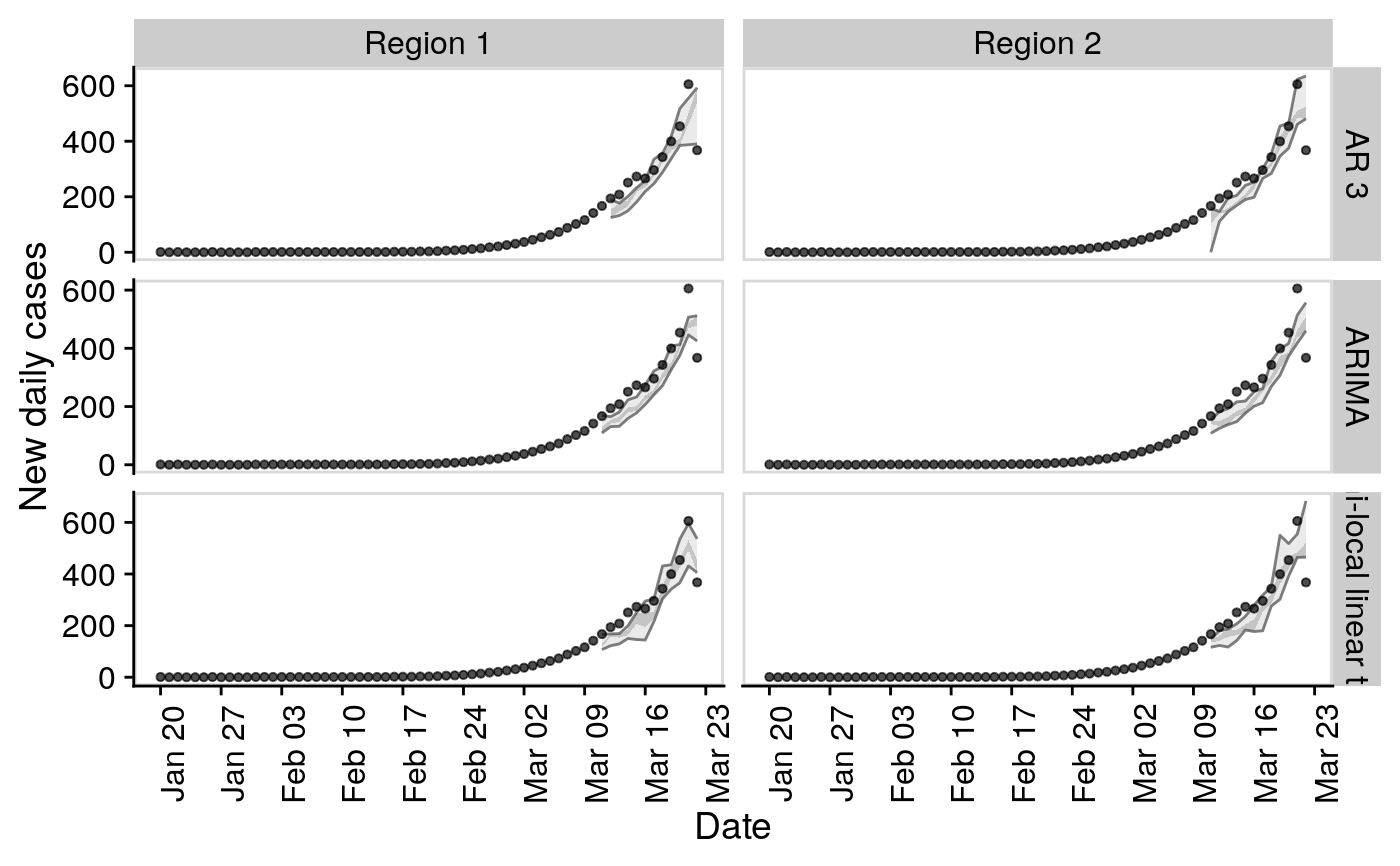 Region 1 Region 2
New daily cases
600
400
200
0
AR 3
600
400
200
0
ARIMA
600
400
200
0
i-local linear t
Jan 20 Jan 27 Feb 03 Feb 10 Feb 17 Feb 24 Mar 02 Mar 09 Mar 16 Mar 23 Jan 20 Jan 27 Feb 03 Feb 10 Feb 17 Feb 24 Mar 02 Mar 09 Mar 16 Mar 23
Date